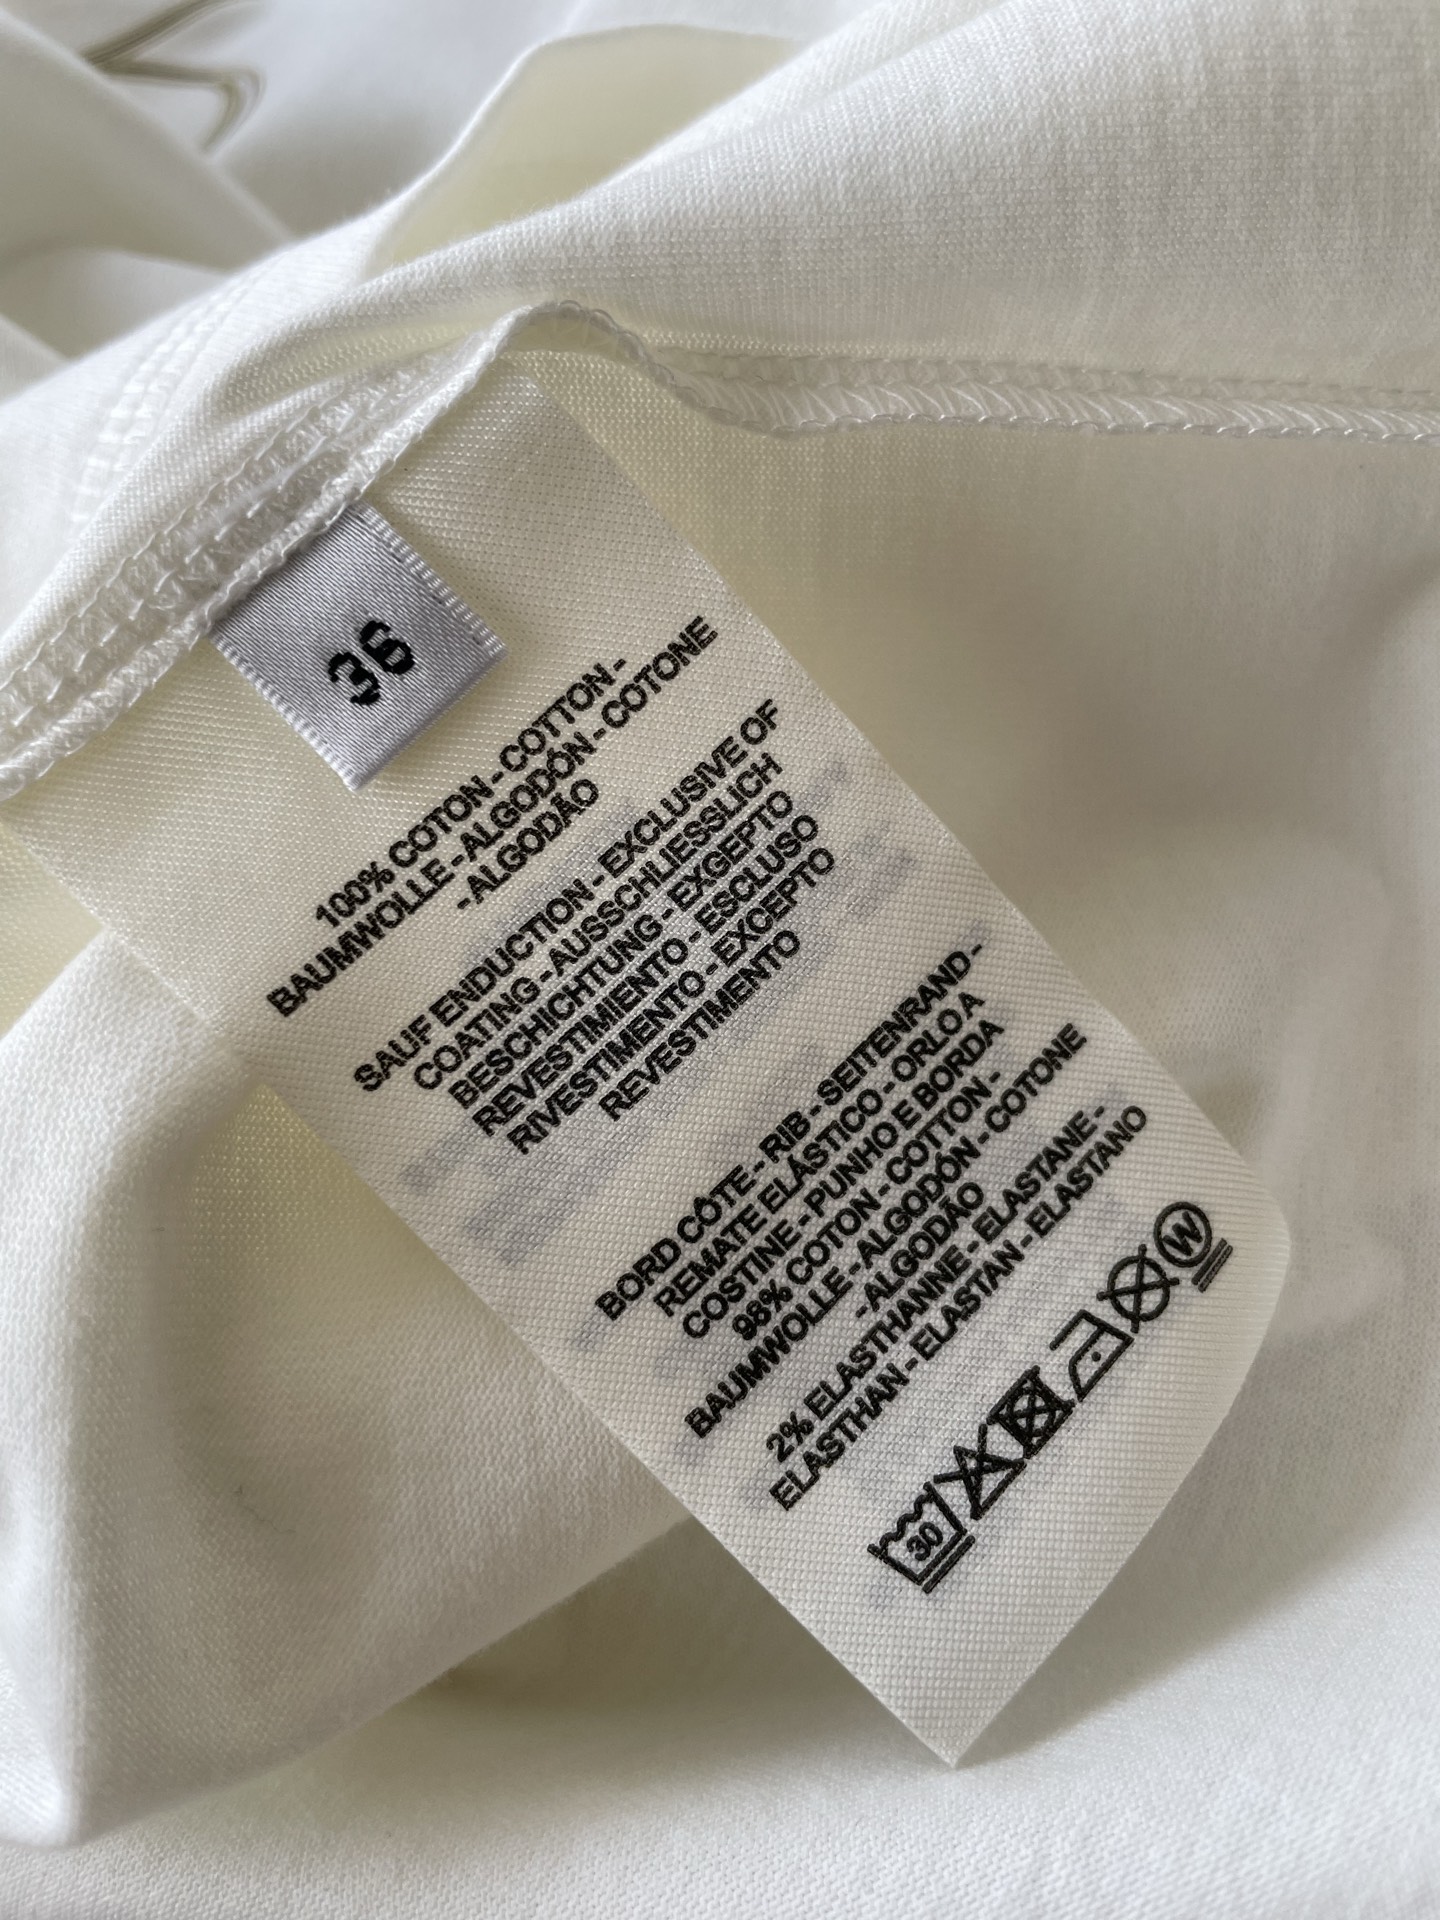 36
100% COTON - COTTON -
BAUMWOLLE - ALGODÓN - COTONE
-ALGODÃO
SAUF ENDUCTION - EXCLUSIVE OF
COATING - AUSSCHLIESSLICH
BESCHICHTUNG - EXGEPTO
REVESTIMIENTO - ESCLUSO
RIVESTIMENTO - EXCEPTO
REVESTIMENTO
BORD CÔTE - RIB - SEITENRAND -
REMATE ELÁSTICO - ORLO A
COSTINE - PUNHO E BORDA
98% COTON - COTTON -
BAUMWOLLE - ALGODÓN - COTONE
-ALGODÃO
2% ELASTHANNE - ELASTANE -
ELASTHAN - ELASTAN - ELASTANO
30 W